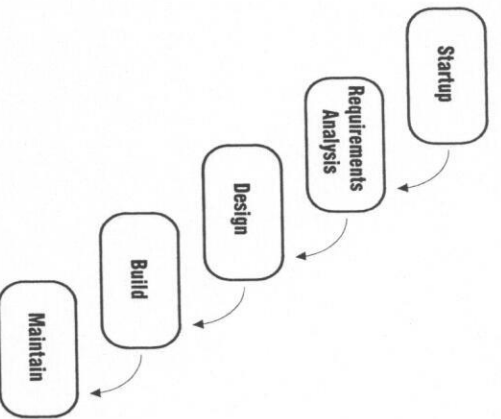 Startup
Requirements
Analysis
Design
Build
Maintain